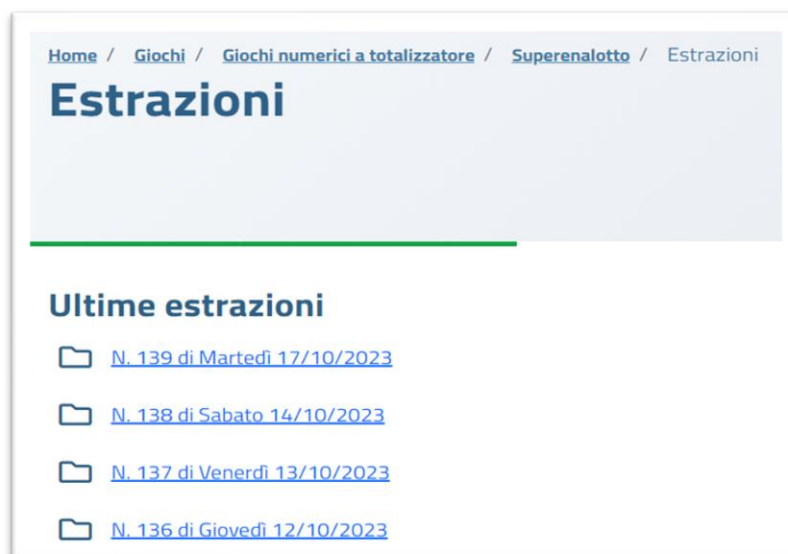 Home / Giochi / Giochi numerici a totalizzatore / Superenalotto / Estrazioni
Estrazioni
Ultime estrazioni
N. 139 di Martedì 17/10/2023
N. 138 di Sabato 14/10/2023
N. 137 di Venerdì 13/10/2023
N. 136 di Giovedì 12/10/2023